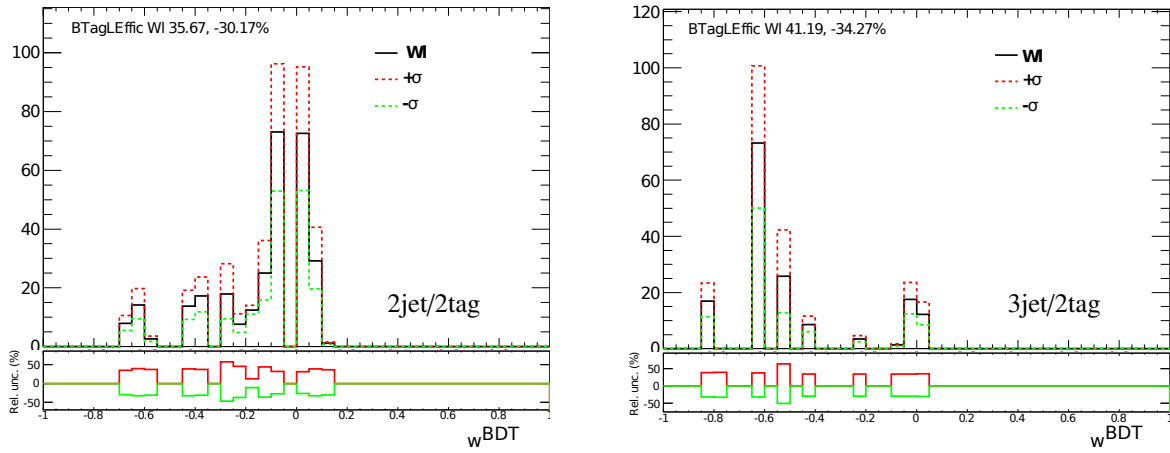 BTagLEffic Wl 35.67, -30.17%
Wl
+σ
-σ
100
80
60
40
20
0
2jet/2tag
Rel. unc. (%)
50
0
-50
-1 -0.8 -0.6 -0.4 -0.2 0 0.2 0.4 0.6 0.8 1
wBDT
BTagLEffic Wl 41.19, -34.27%
Wl
+σ
-σ
120
100
80
60
40
20
0
3jet/2tag
Rel. unc. (%)
50
0
-50
-1 -0.8 -0.6 -0.4 -0.2 0 0.2 0.4 0.6 0.8 1
wBDT